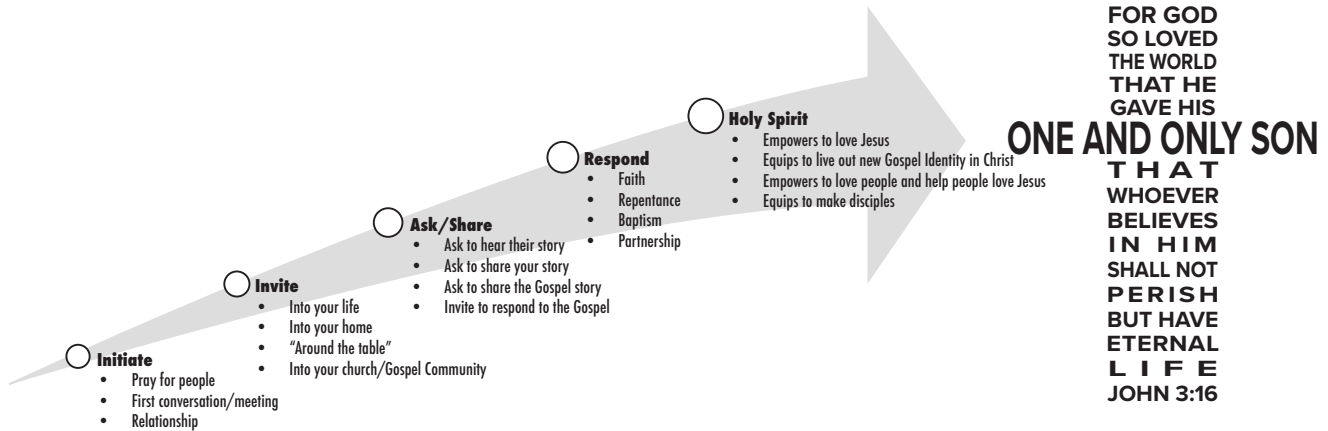 Initiate
• Pray for people
• First conversation/meeting
• Relationship
Invite
• Into your life
• Into your home
• “Around the table”
• Into your church/Gospel Community
Ask/Share
• Ask to hear their story
• Ask to share your story
• Ask to share the Gospel story
• Invite to respond to the Gospel
Respond
• Faith
• Repentance
• Baptism
• Partnership
Holy Spirit
• Empowers to love Jesus
• Equips to live out new Gospel Identity in Christ
• Empowers to love people and help people love Jesus
• Equips to make disciples
FOR GOD
SO LOVED
THE WORLD
THAT HE
GAVE HIS
ONE AND ONLY SON
THAT
WHOEVER
BELIEVES
IN HIM
SHALL NOT
PERISH
BUT HAVE
ETERNAL
LIFE
JOHN 3:16